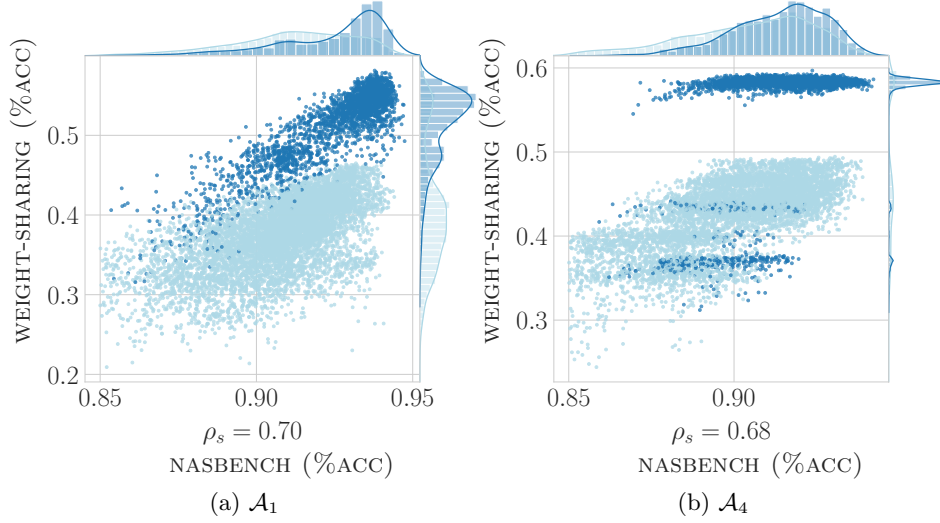 WEIGHT-SHARING (%ACC)
0.5
0.4
0.3
0.2
0.85 0.90 0.95
ρs = 0.70
NASBENCH (%ACC)
(a) A1
WEIGHT-SHARING (%ACC)
0.6
0.5
0.4
0.3
0.85 0.90
ρs = 0.68
NASBENCH (%ACC)
(b) A4